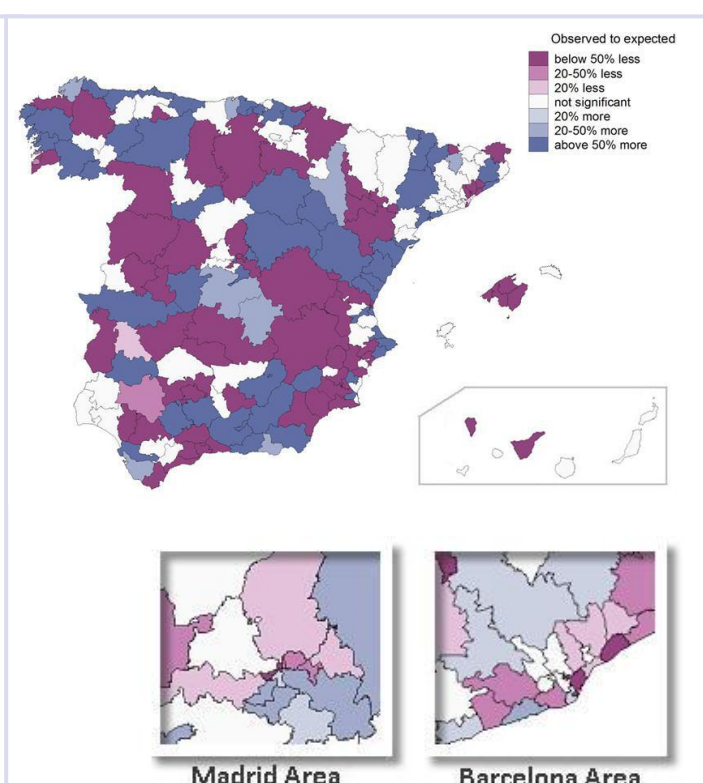 Observed to expected
below 50% less
20-50% less
20% less
not significant
20% more
20-50% more
above 50% more
Madrid Area
Barcelona Area